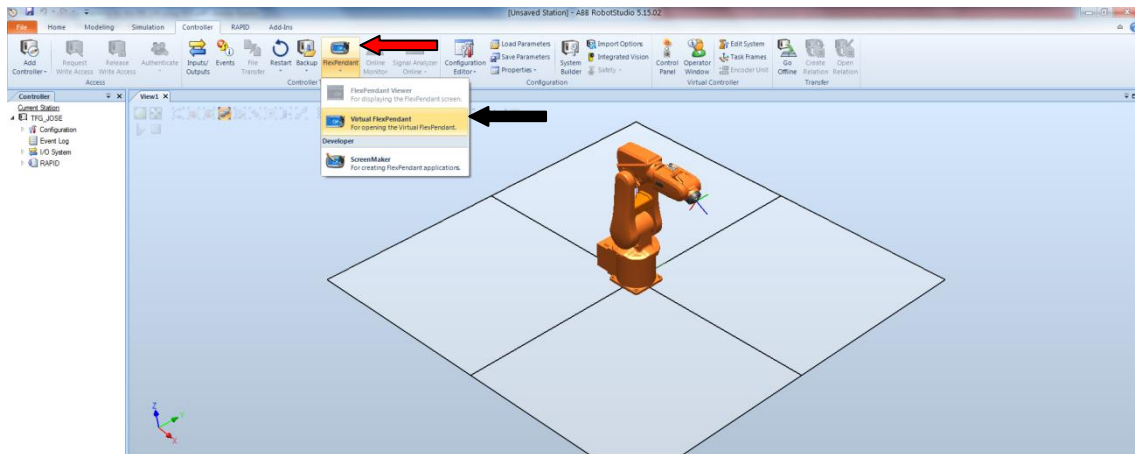 [Unsaved Station] - ABB RobotStudio 5.15.02
File Home Modeling Simulation Controller RAPID Add-Ins
Add Controller
Request Write Access
Release Write Access
Authenticate
Inputs/ Outputs
Events
File Transfer
Restart
Backup
FlexPendant
Online Monitor
Signal Analyzer Online
Configuration Editor
Load Parameters
Save Parameters
Properties
System Builder
Import Options
Integrated Vision
Safety
Control Panel
Operator Window
Edit System
Task Frames
Encoder Unit
Go Offline
Create Relation
Open Relation
Access
Controller
Configuration
Virtual Controller
Transfer
FlexPendant Viewer
For displaying the FlexPendant screen.
Virtual FlexPendant
For opening the Virtual FlexPendant.
Developer
ScreenMaker
For creating FlexPendant applications.
Controller
View1
Current Station
TFG_JOSE
Configuration
Event Log
I/O System
RAPID
Z
Y
X